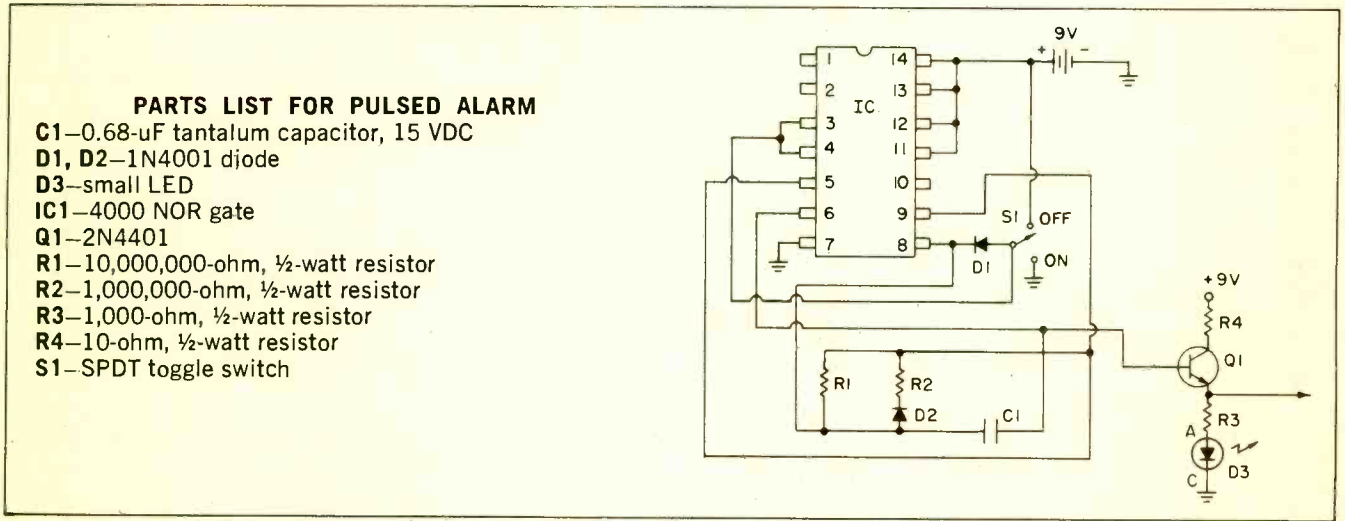 PARTS LIST FOR PULSED ALARM
C1–0.68-uF tantalum capacitor, 15 VDC
D1, D2–1N4001 diode
D3–small LED
IC1–4000 NOR gate
Q1–2N4401
R1–10,000,000-ohm, ½-watt resistor
R2–1,000,000-ohm, ½-watt resistor
R3–1,000-ohm, ½-watt resistor
R4–10-ohm, ½-watt resistor
S1–SPDT toggle switch
9V
+ -
1 14
2 13
IC
3 12
4 11
5 10
6 9
S1 OFF
7 8
D1
ON
+9V
R4
Q1
R1 R2
D2 C1
R3
A
D3
C